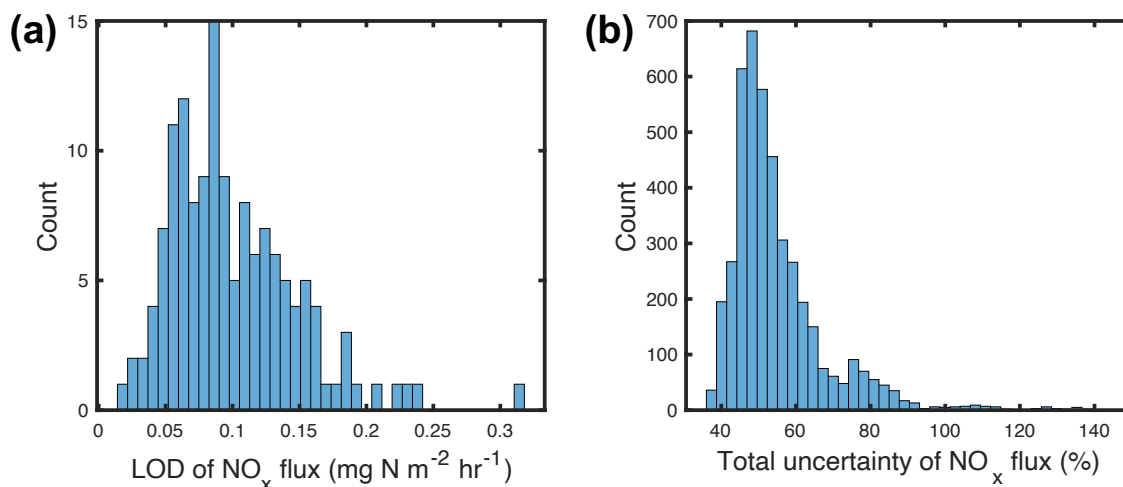 (a)
15
10
5
0
Count
0 0.05 0.1 0.15 0.2 0.25 0.3
LOD of NOx flux (mg N m-2 hr-1)
(b)
700
600
500
400
300
200
100
0
Count
40 60 80 100 120 140
Total uncertainty of NOx flux (%)